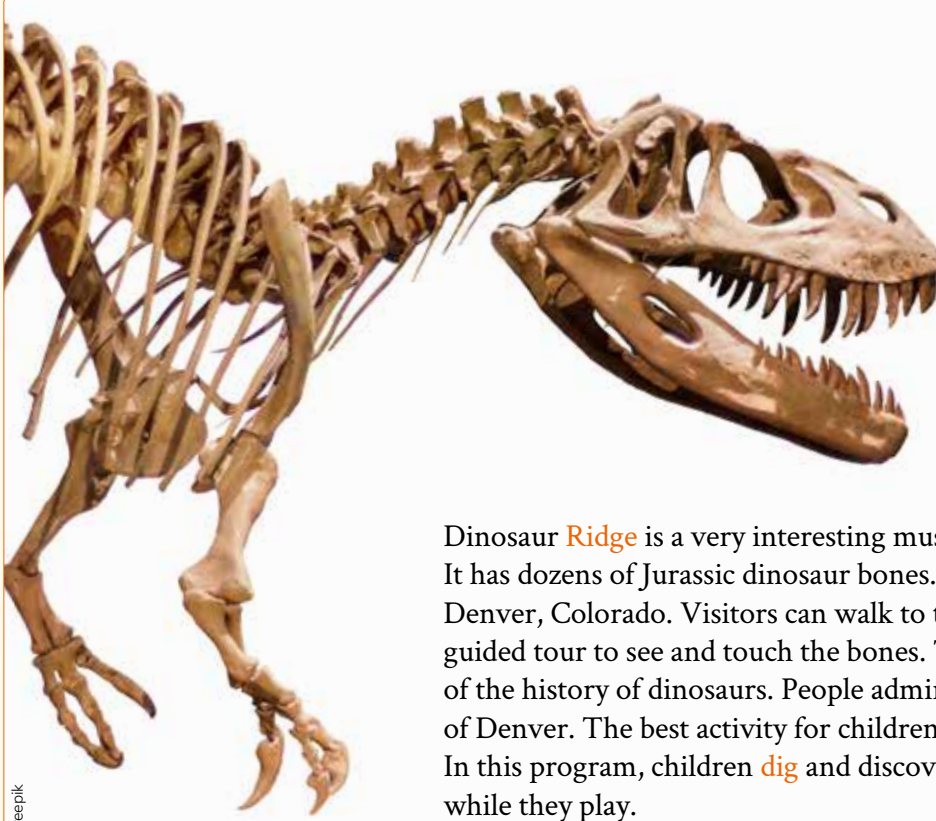 Dinosaur Ridge is a very interesting
It has dozens of Jurassic dinosaur bones.
Denver, Colorado. Visitors can walk to
guided tour to see and touch the bones.
of the history of dinosaurs. People
of Denver. The best activity for children
In this program, children dig and
while they play.